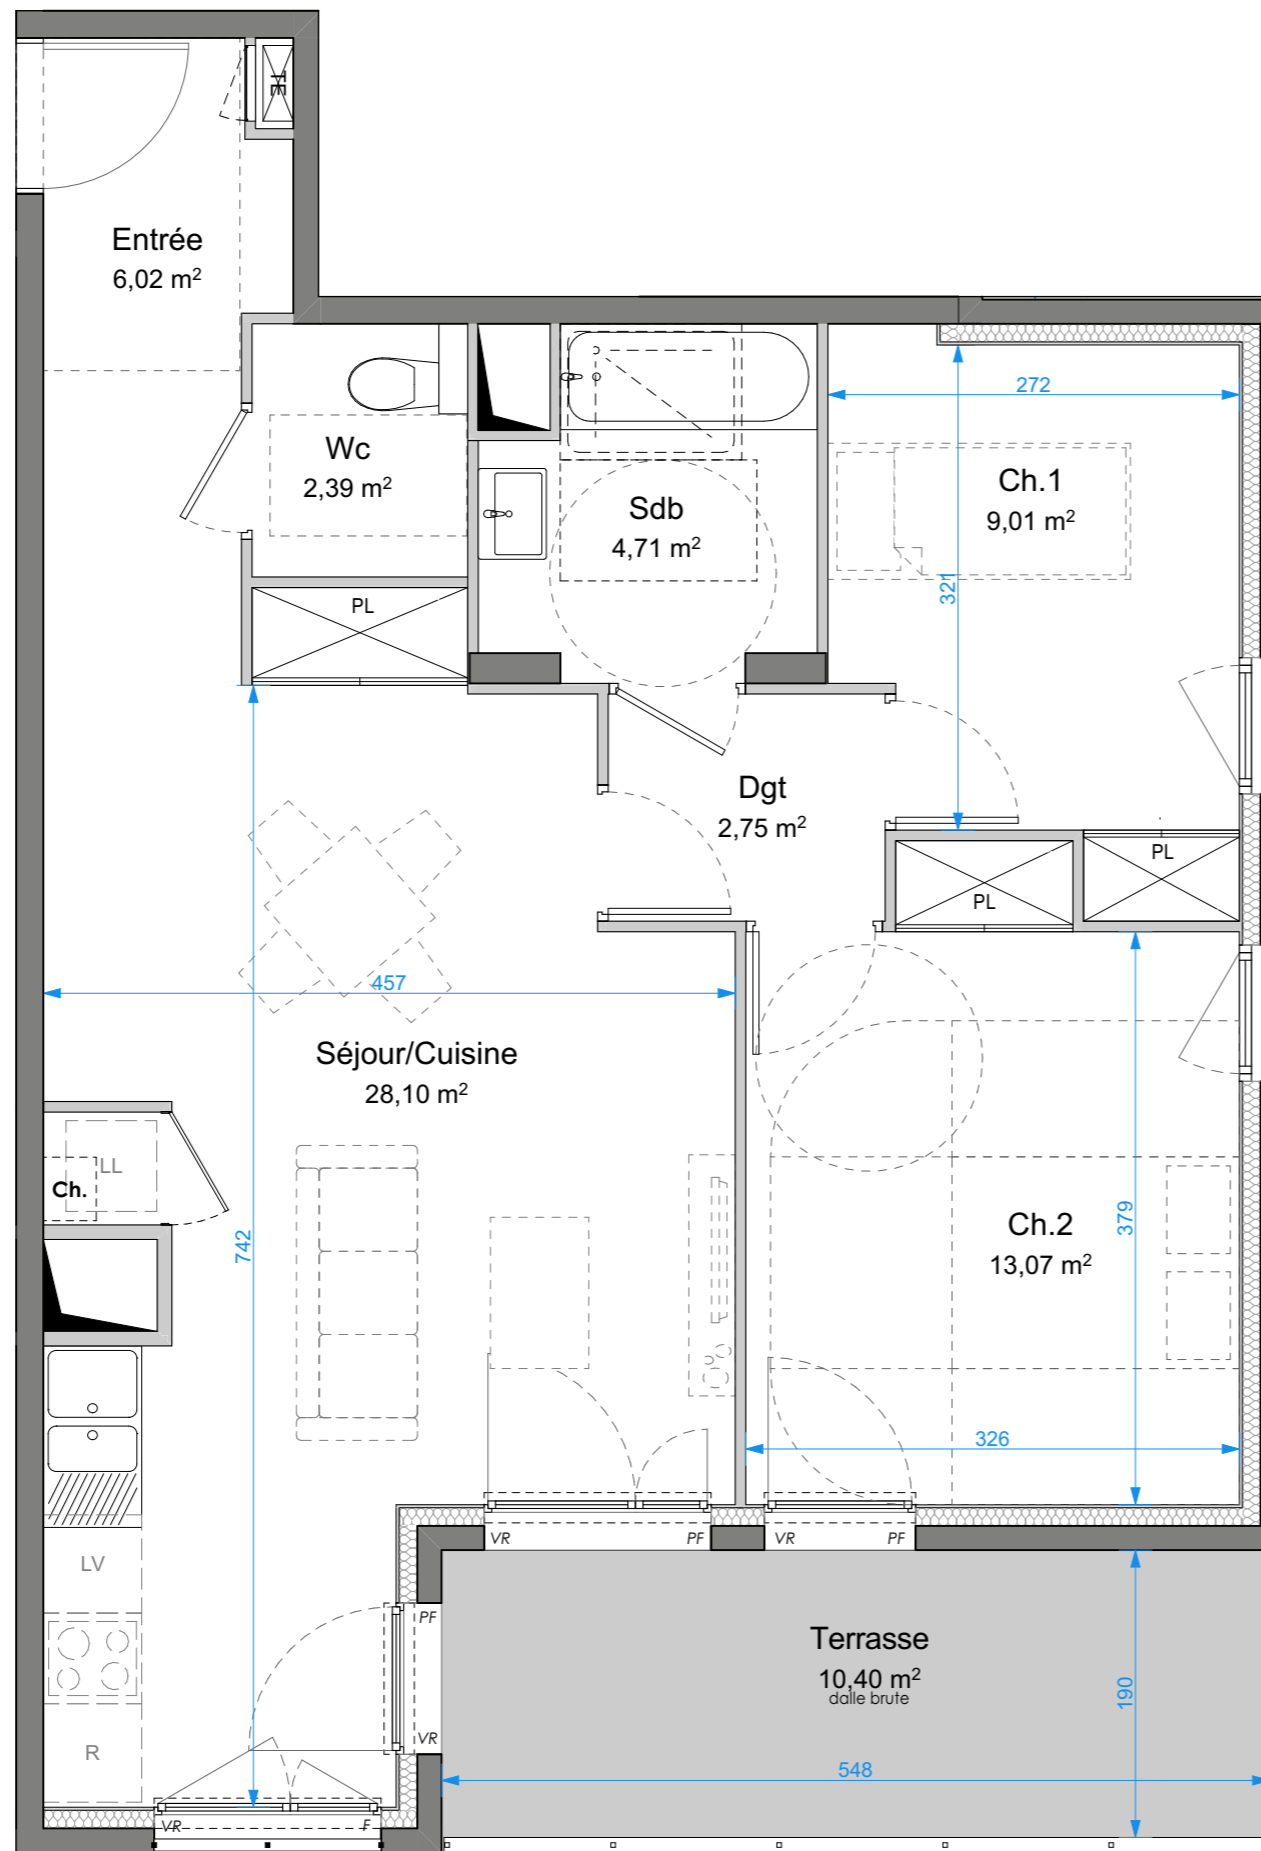 TE
Entrée
6,02 m²
Wc
2,39 m²
PL
Sdb
4,71 m²
272
Ch.1
9,01 m²
321
Dgt
2,75 m²
PL
PL
457
Séjour/Cuisine
28,10 m²
LL
Ch.
742
Ch.2
13,07 m²
379
326
VR
PF
VR
PF
LV
R
PF
VR
VR
F
Terrasse
10,40 m²
dalle brute
190
548